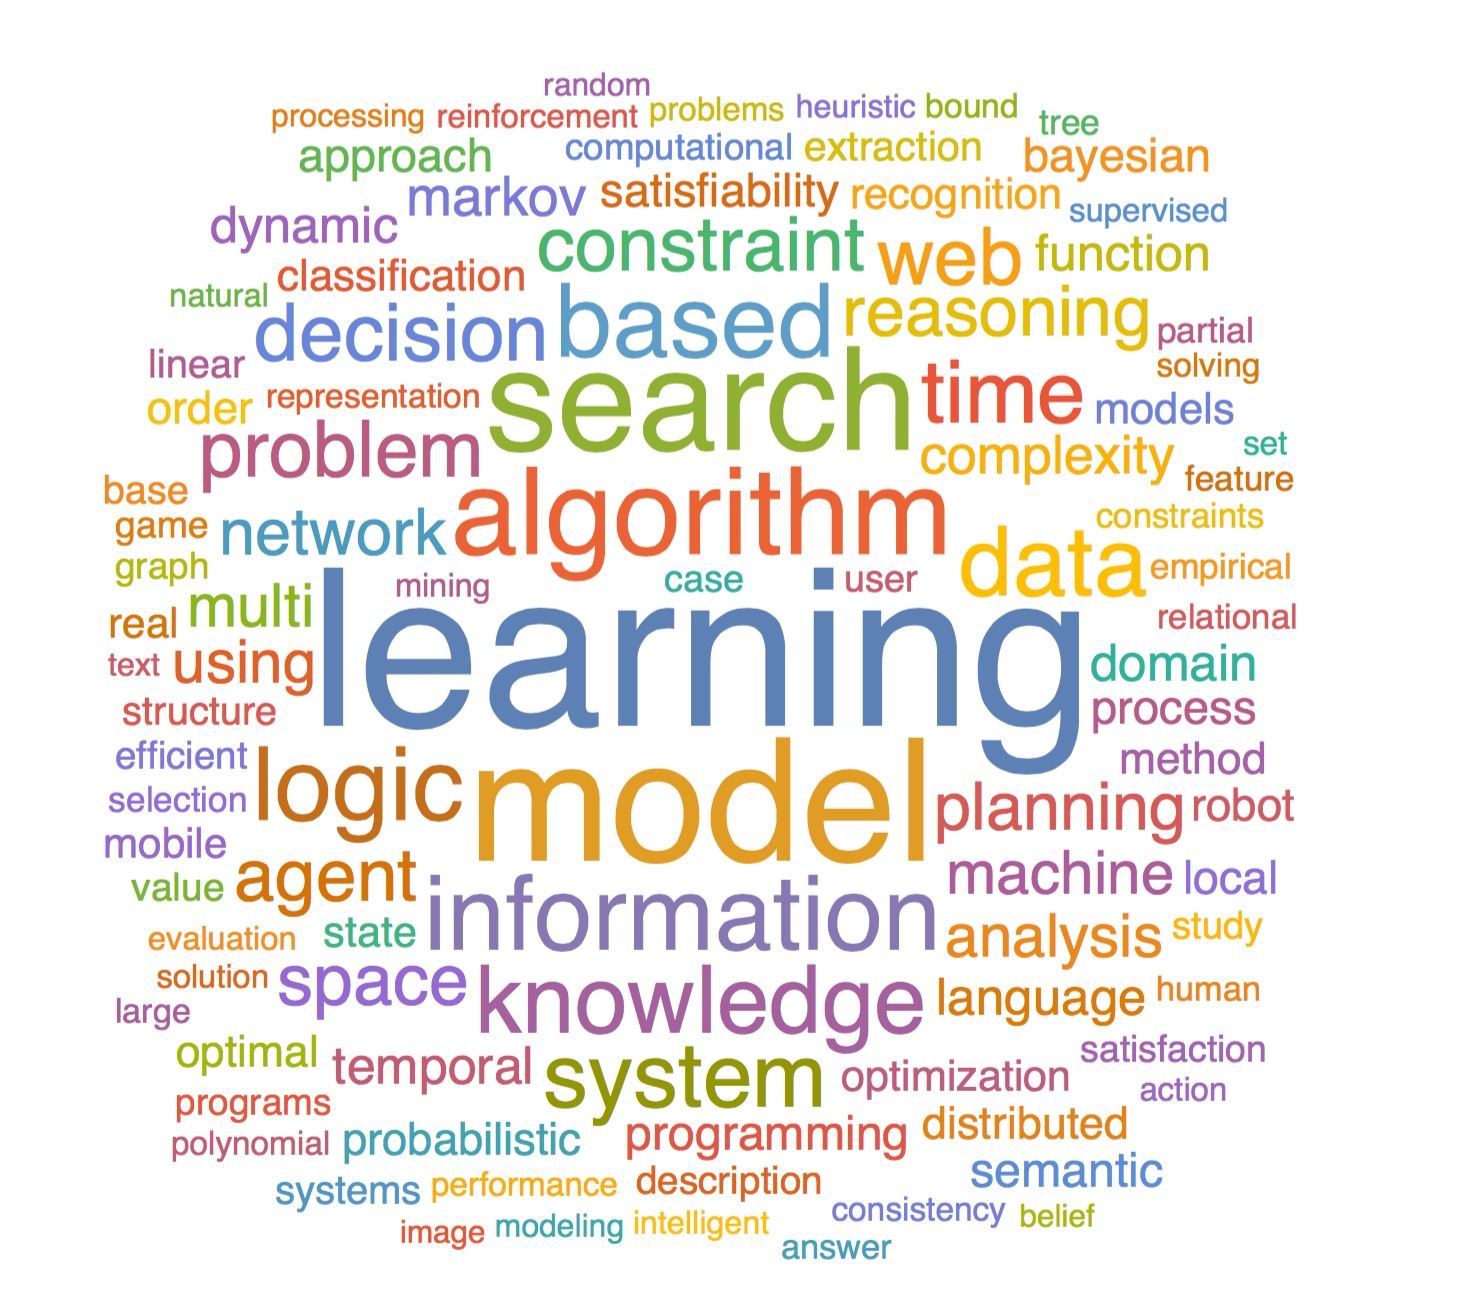 random
processing reinforcement problems heuristic bound tree
approach computational extraction bayesian
markov satisfiability recognition supervised
dynamic constraint web function
natural classification
decision based reasoning partial
linear solving
order representation search time models
problem complexity set
base feature
game network algorithm constraints
graph data empirical
mining case user
real multi learning relational
text using domain
structure process
efficient method
selection logic model planning robot
mobile
value agent machine local
evaluation state information analysis study
solution space knowledge language human
large
optimal temporal system optimization satisfaction
programs action
polynomial probabilistic programming distributed
systems performance description semantic
image modeling intelligent consistency belief
answer